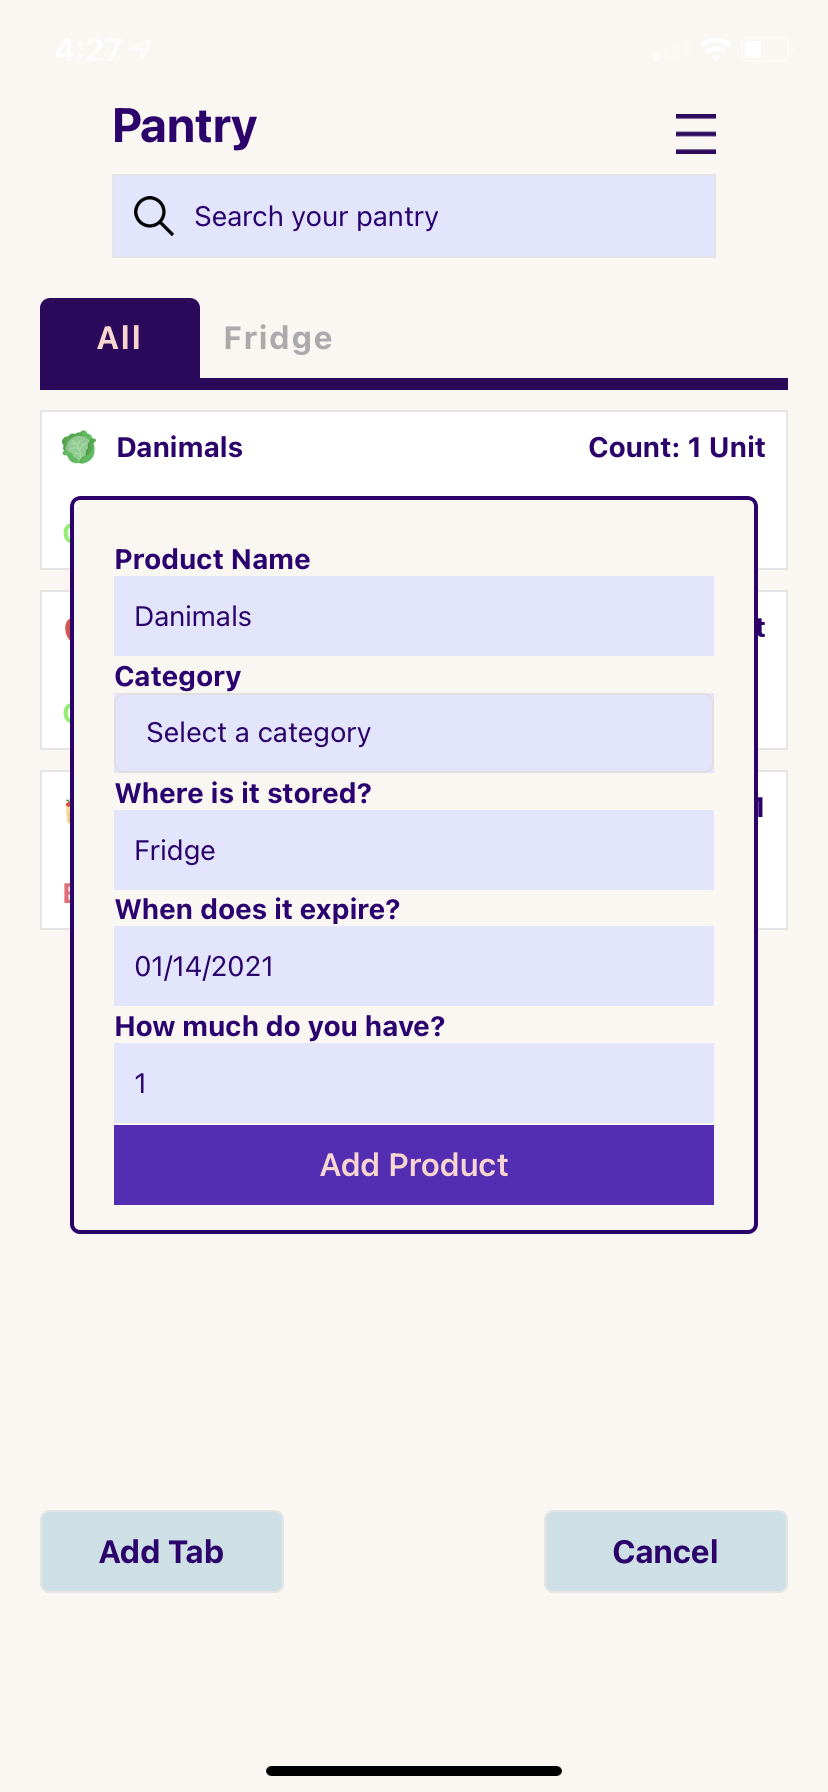 4:27
Pantry
Search your pantry
All Fridge
Danimals Count: 1 Unit
Product Name
Danimals
Category
Select a category
Where is it stored?
Fridge
When does it expire?
01/14/2021
How much do you have?
1
Add Product
Add Tab Cancel